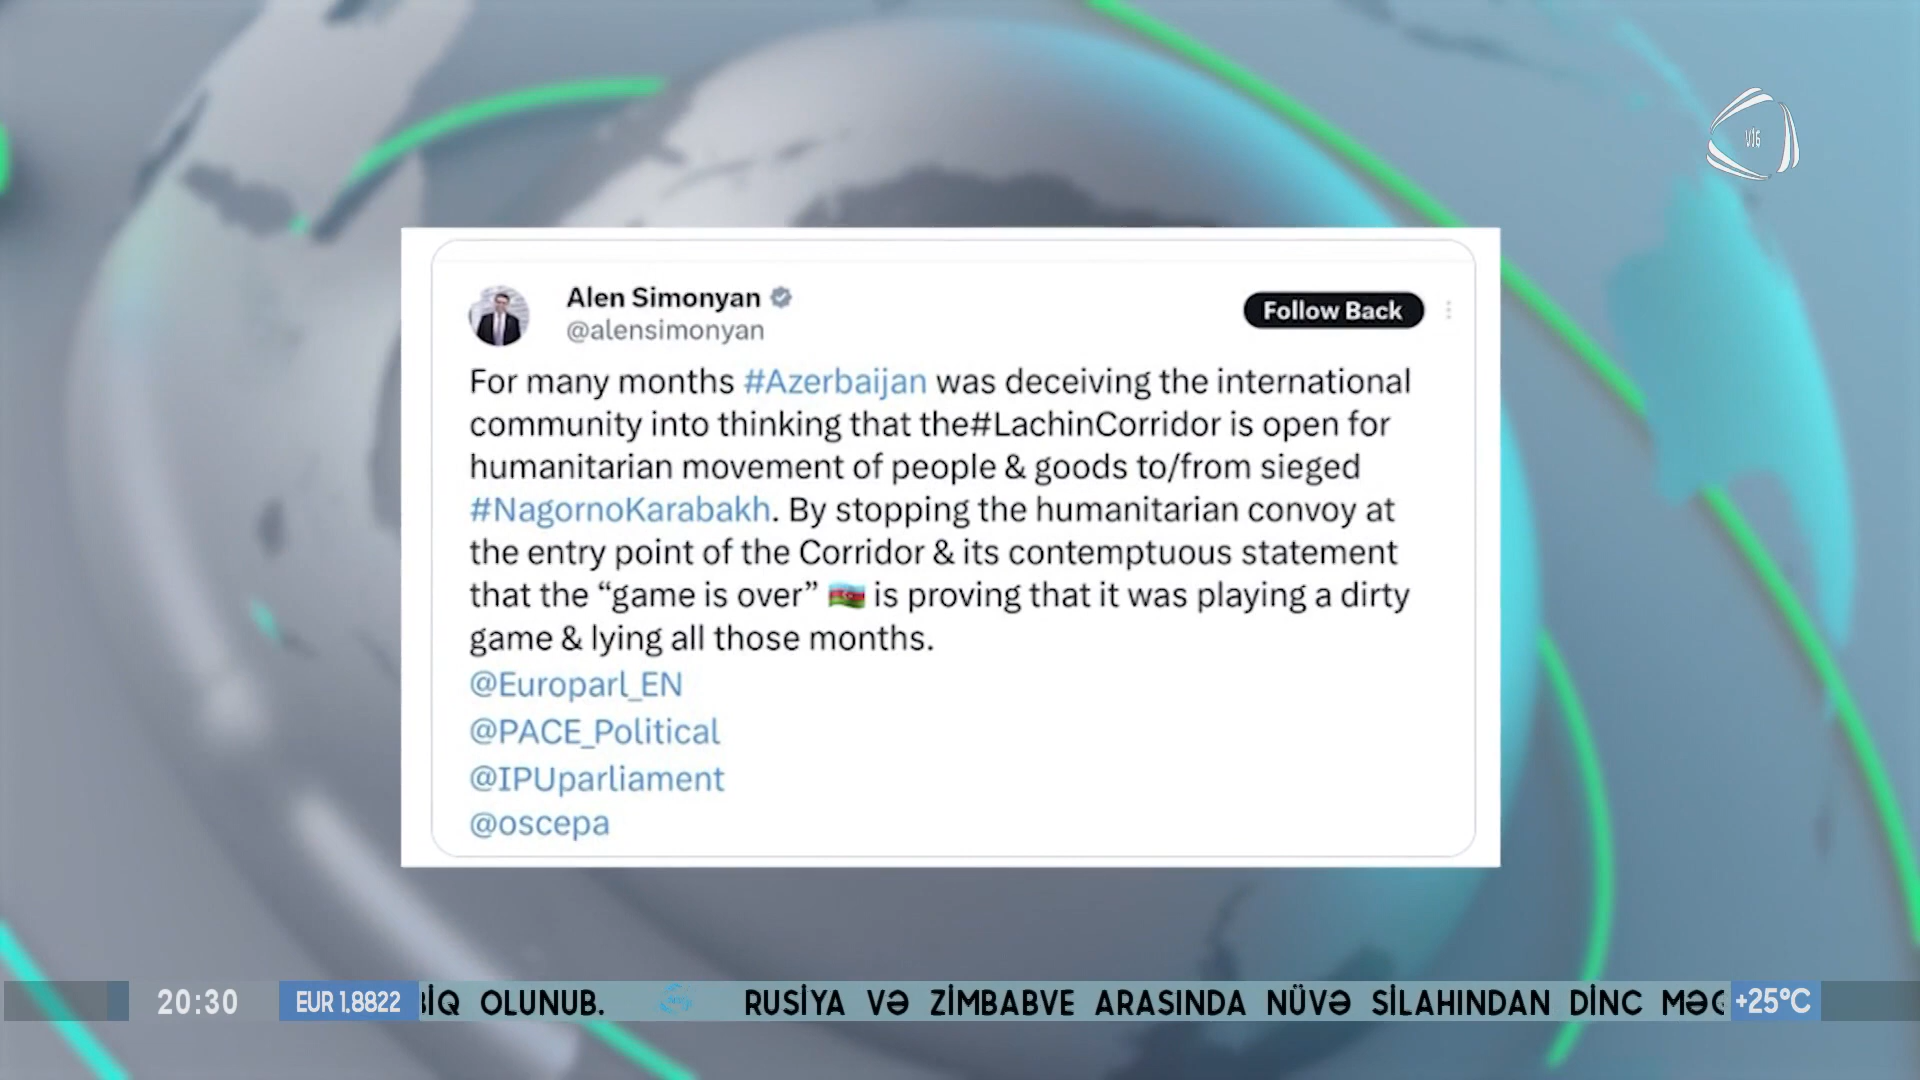 Alen Simonyan
@alensimonyan
Follow Back
For many months #Azerbaijan was deceiving the international
community into thinking that the#LachinCorridor is open for
humanitarian movement of people & goods to/from sieged
#NagornoKarabakh. By stopping the humanitarian convoy at
the entry point of the Corridor & its contemptuous statement
that the “game is over” 🇦🇿 is proving that it was playing a dirty
game & lying all those months.
@Europarl_EN
@PACE_Political
@IPUparliament
@oscepa
20:30 EUR 1,8822 OLUNUB. RUSİYA VƏ ZİMBABVE ARASINDA NÜVƏ SİLAHINDAN DİNC +25°C